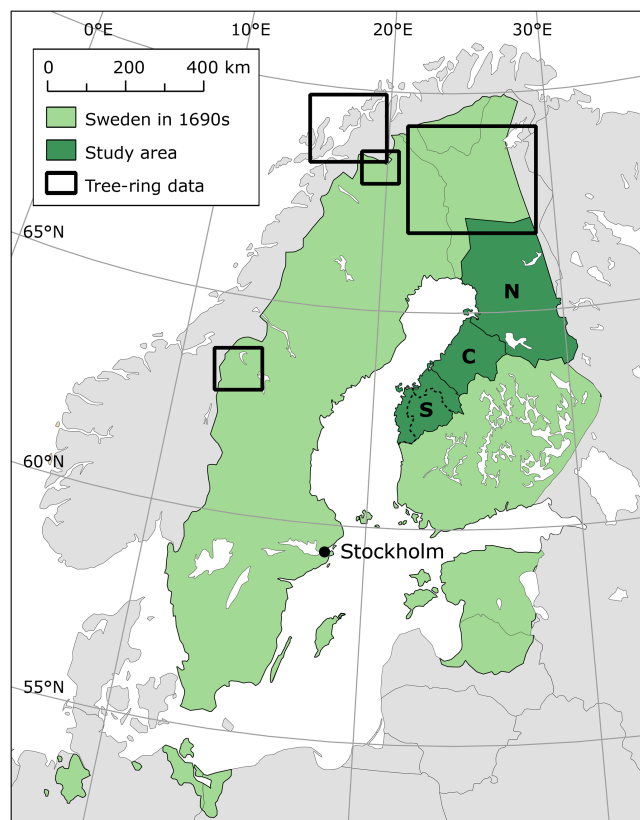 0°E
10°E
20°E
30°E
0 200 400 km
Sweden in 1690s
Study area
Tree-ring data
65°N
N
C
S
60°N
Stockholm
55°N